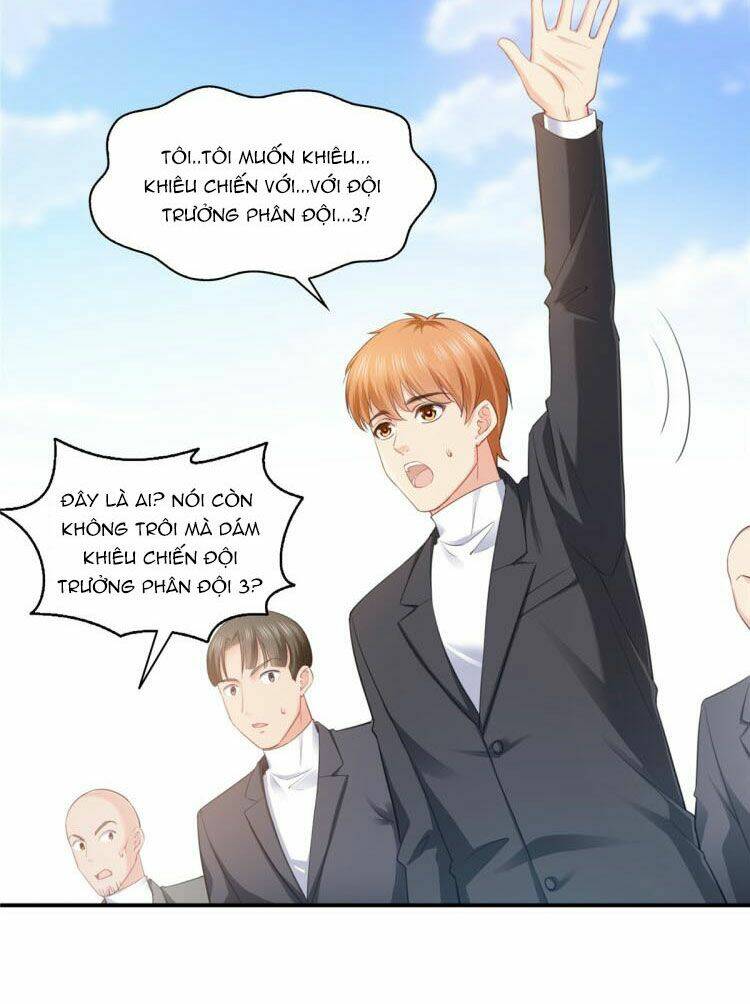 TÔI..TÔI MUỐN KHIÊU...
KHIÊU CHIẾN VỚI...VỚI ĐỘI
TRƯỞNG PHÂN ĐỘI...3!
ĐÂY LÀ AI? NÓI CÒN
KHÔNG TRÔI MÀ DÁM
KHIÊU CHIẾN ĐỘI
TRƯỞNG PHÂN ĐỘI 3?